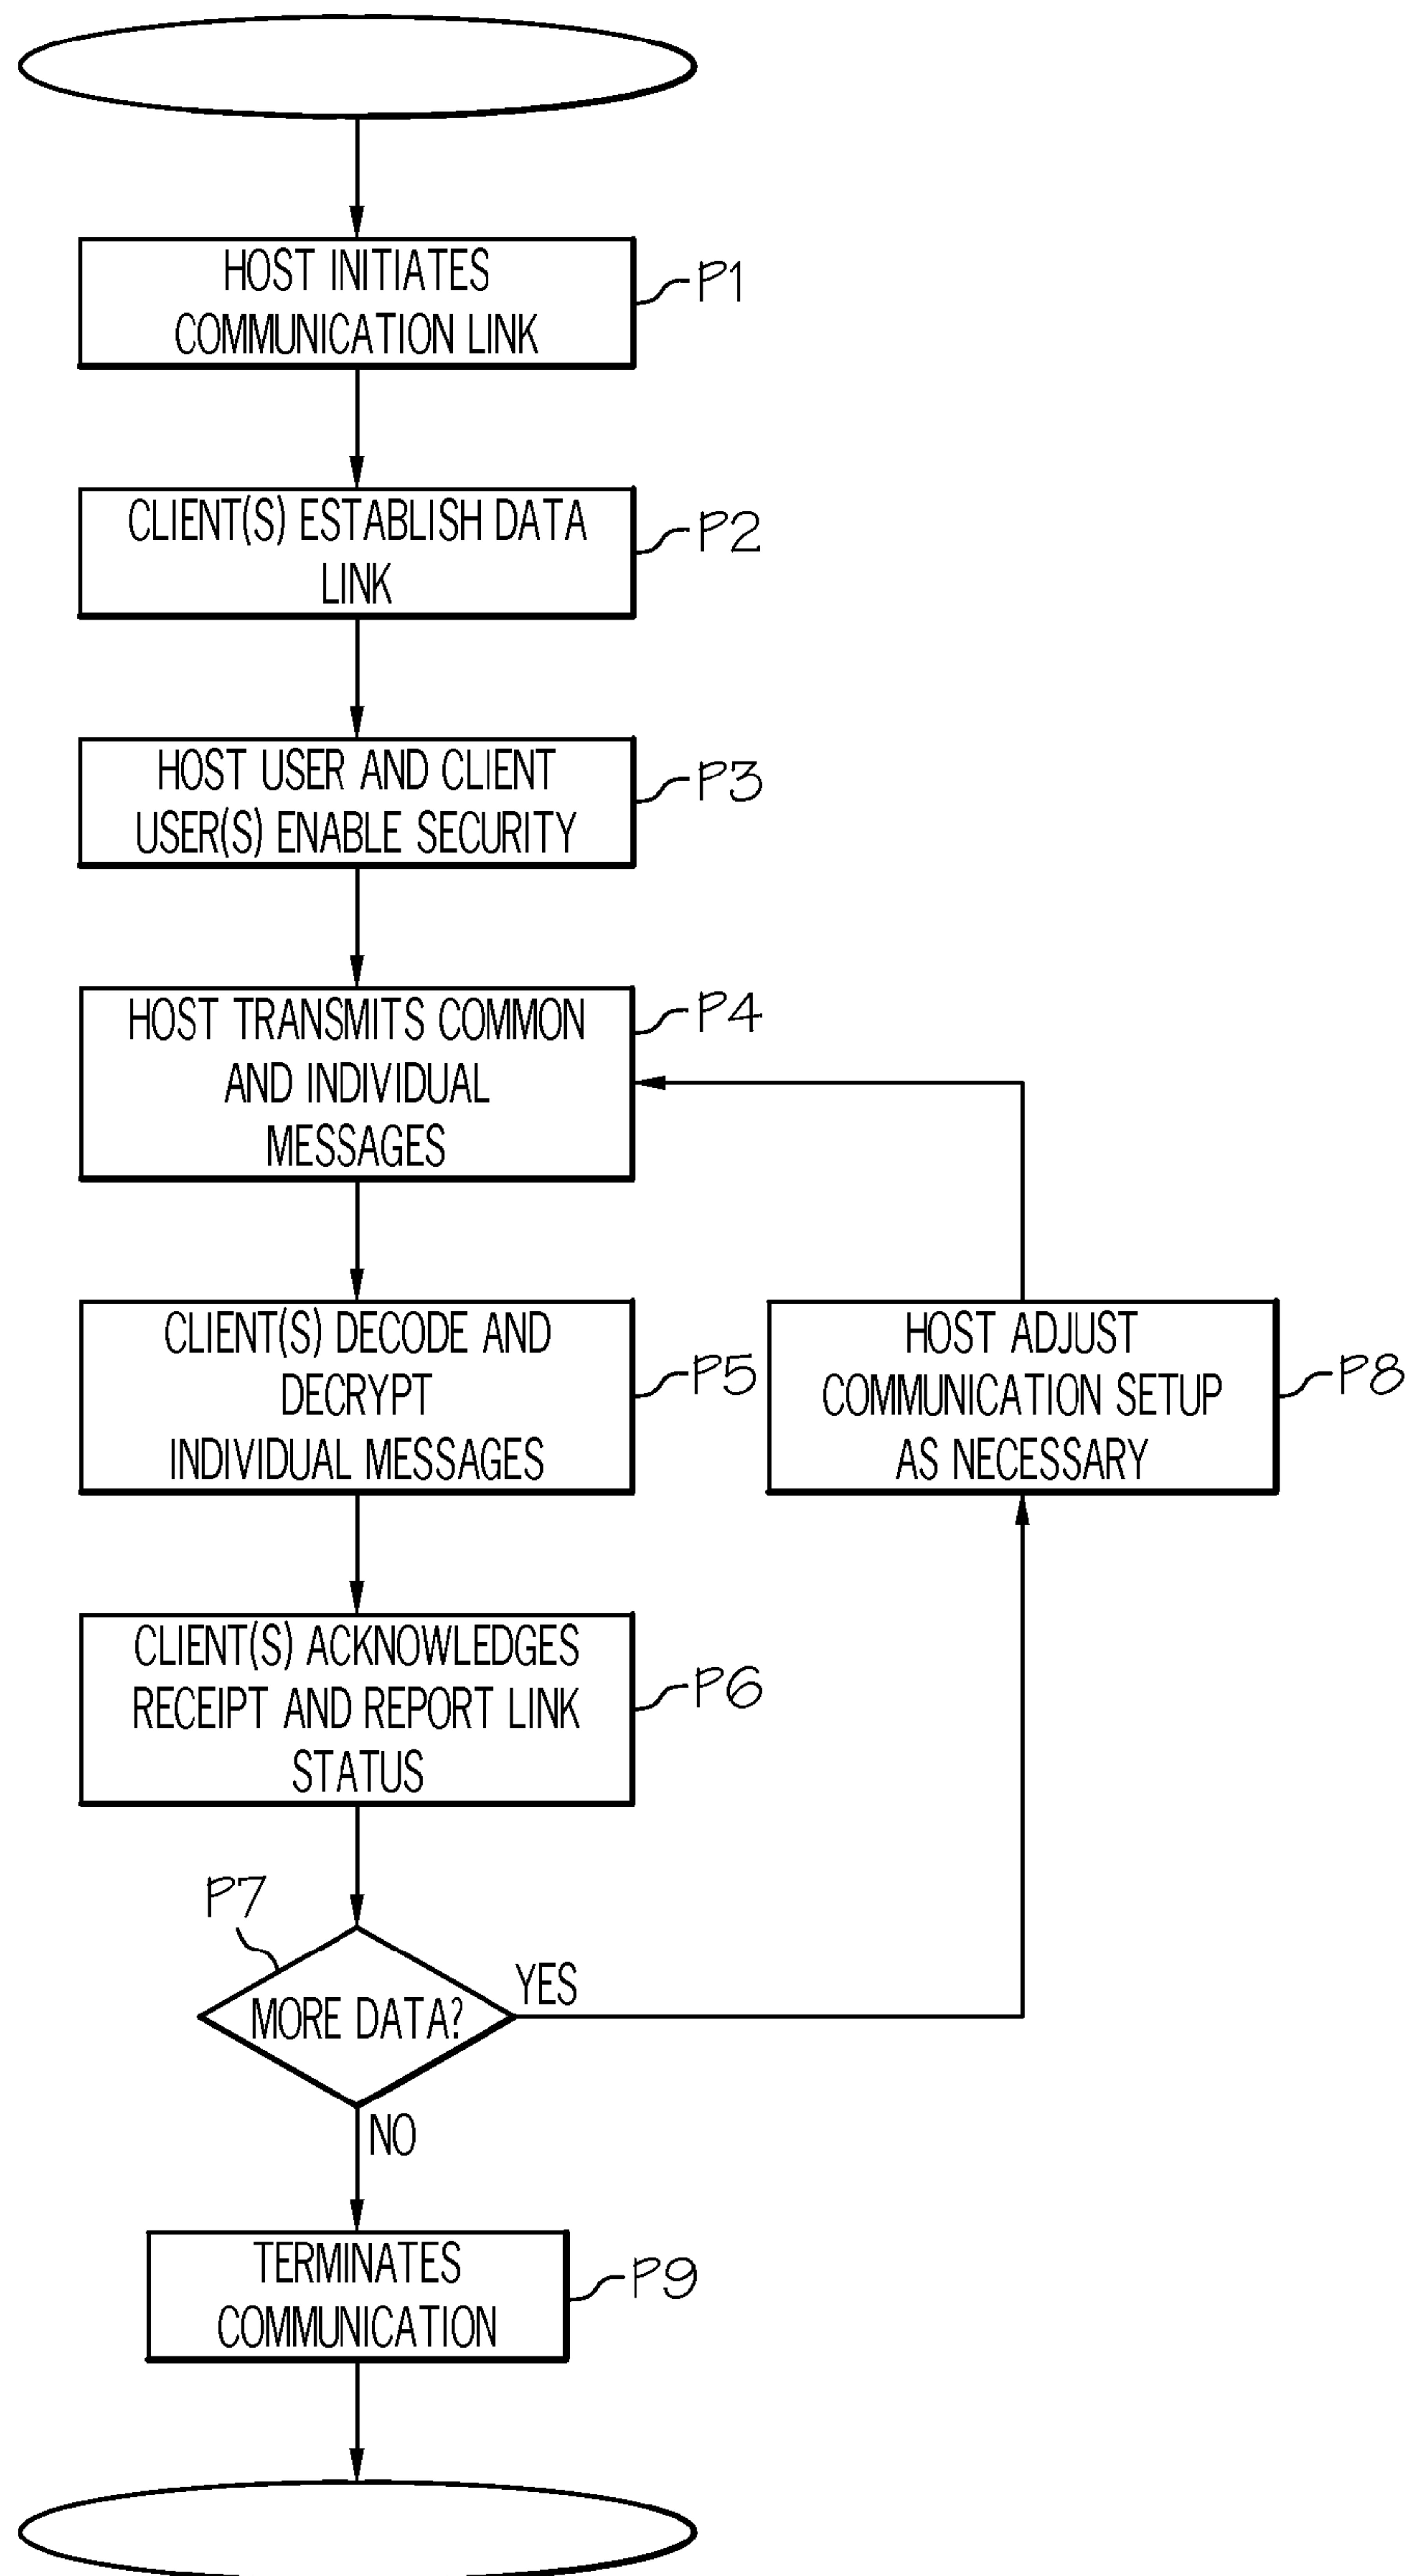 HOST INITIATES
COMMUNICATION LINK
P1
CLIENT(S) ESTABLISH DATA
LINK
P2
HOST USER AND CLIENT
USER(S) ENABLE SECURITY
P3
HOST TRANSMITS COMMON
AND INDIVIDUAL
MESSAGES
P4
CLIENT(S) DECODE AND
DECRYPT
INDIVIDUAL MESSAGES
P5
HOST ADJUST
COMMUNICATION SETUP
AS NECESSARY
P8
CLIENT(S) ACKNOWLEDGES
RECEIPT AND REPORT LINK
STATUS
P6
P7
MORE DATA?
YES
NO
TERMINATES
COMMUNICATION
P9